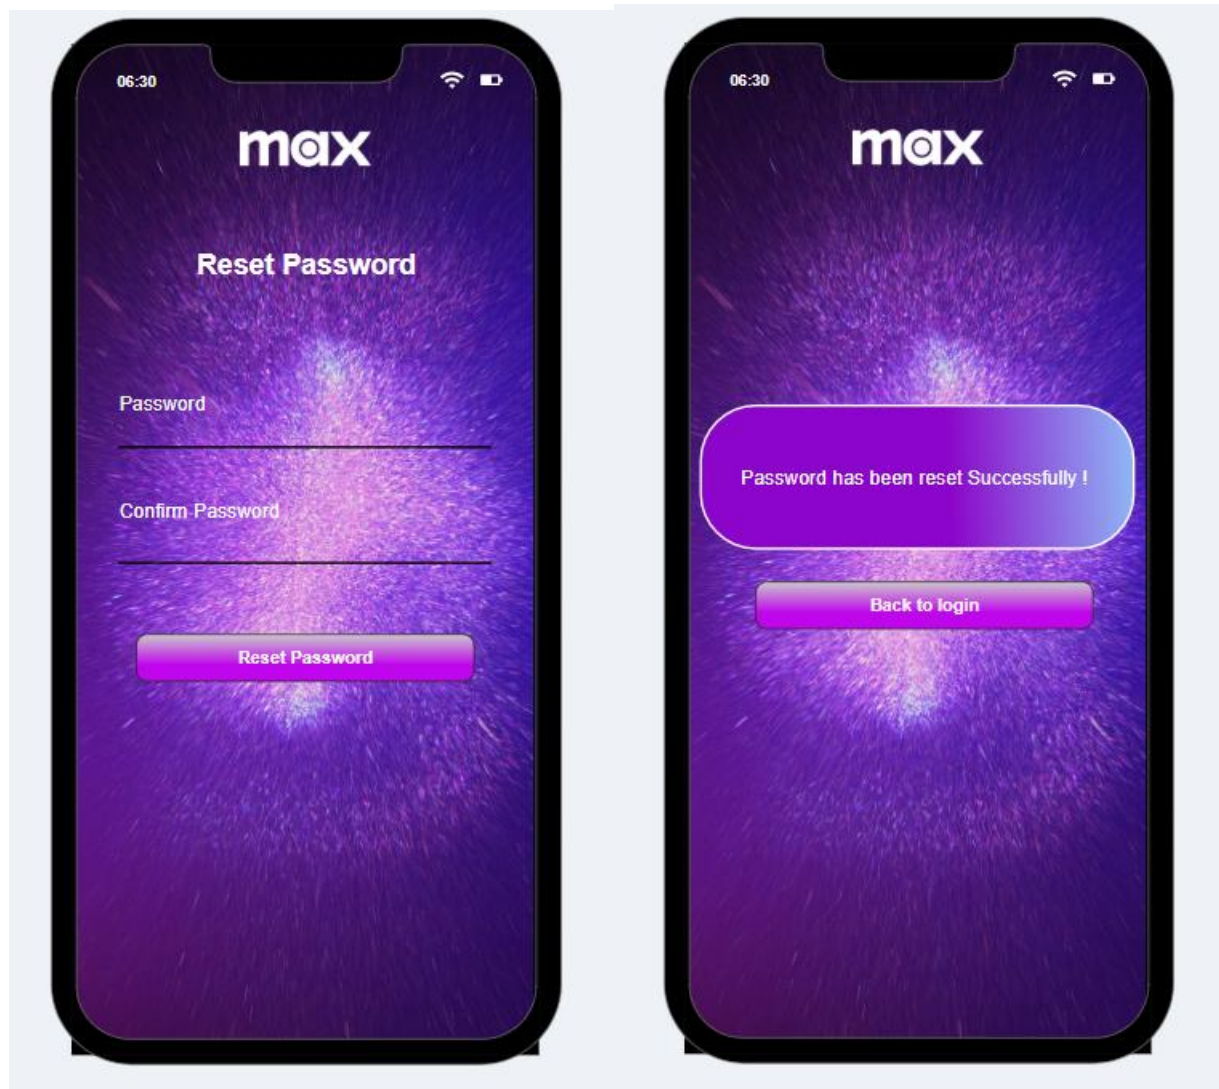 06:30
max
Reset Password
Password
Confirm Password
Reset Password
06:30
max
Password has been reset Successfully !
Back to login